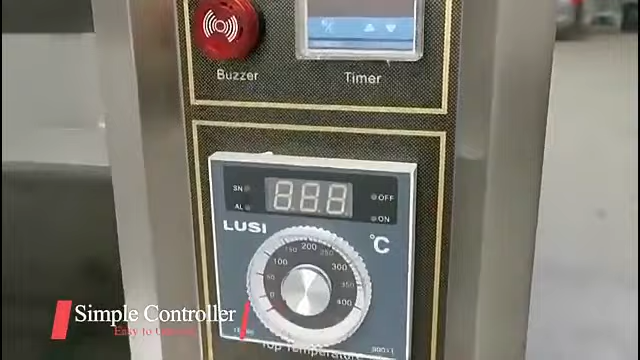 Buzzer
Timer
SN
AL
888
OFF
ON
LUSI
°C
0
50
100
150
200
250
300
350
400
Simple Controller
Easy to
Top Temperature